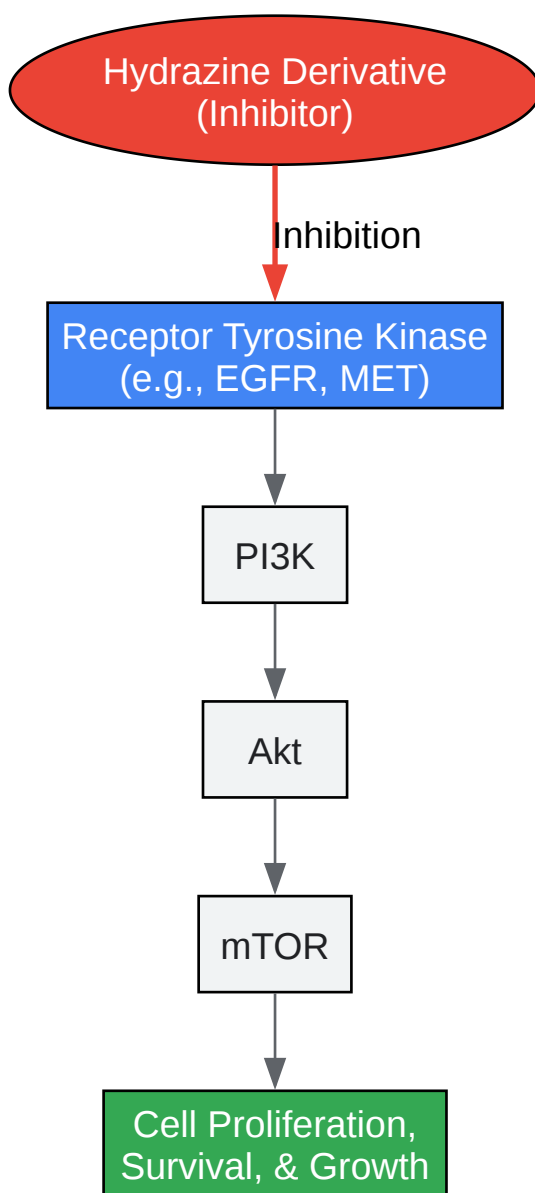 Hydrazine Derivative
(Inhibitor)
Inhibition
Receptor Tyrosine Kinase
(e.g., EGFR, MET)
PI3K
Akt
mTOR
Cell Proliferation,
Survival, & Growth